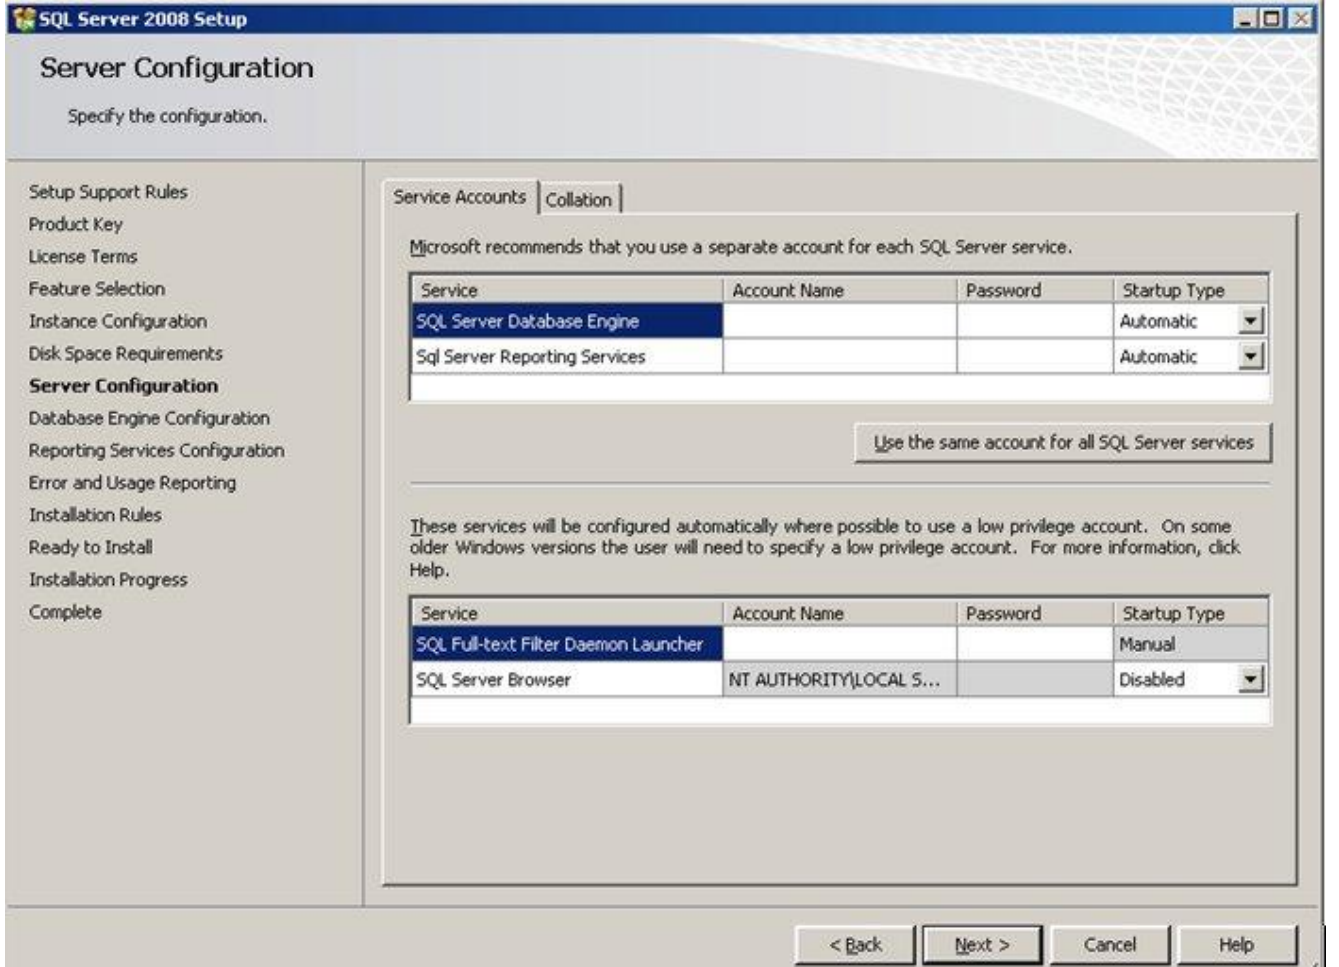 SQL Server 2008 Setup
Server Configuration
Specify the configuration.
Setup Support Rules
Product Key
License Terms
Feature Selection
Instance Configuration
Disk Space Requirements
Server Configuration
Database Engine Configuration
Reporting Services Configuration
Error and Usage Reporting
Installation Rules
Ready to Install
Installation Progress
Complete
Service Accounts Collation
Microsoft recommends that you use a separate account for each SQL Server service.
Service Account Name Password Startup Type
SQL Server Database Engine Automatic
Sql Server Reporting Services Automatic
Use the same account for all SQL Server services
These services will be configured automatically where possible to use a low privilege account. On some
older Windows versions the user will need to specify a low privilege account. For more information, click
Help.
Service Account Name Password Startup Type
SQL Full-text Filter Daemon Launcher Manual
SQL Server Browser NT AUTHORITY\LOCAL S... Disabled
< Back Next > Cancel Help